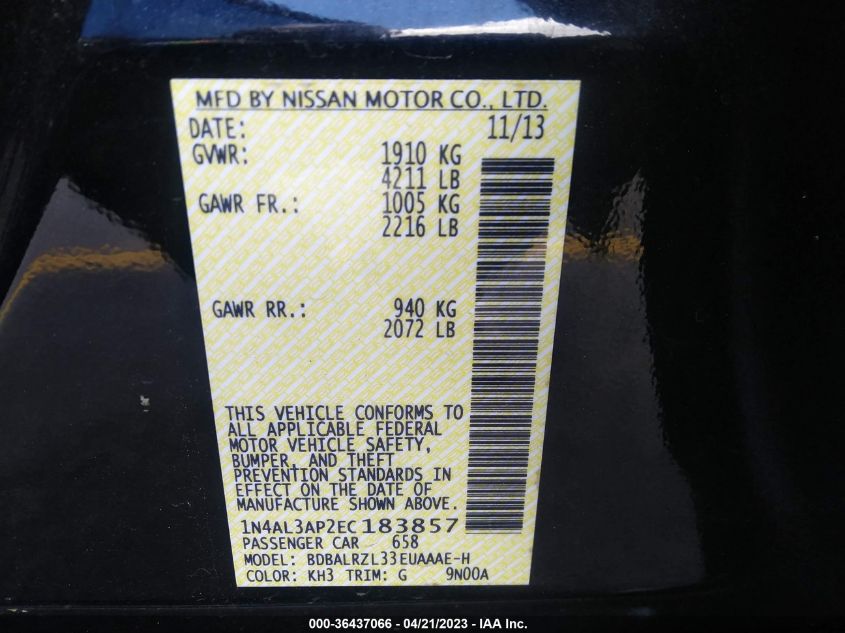 MFD BY NISSAN MOTOR CO., LTD.
DATE: 11/13
GVWR: 1910 KG
4211 LB
GAWR FR.: 1005 KG
2216 LB
GAWR RR.: 940 KG
2072 LB
THIS VEHICLE CONFORMS TO
ALL APPLICABLE FEDERAL
MOTOR VEHICLE SAFETY,
BUMPER, AND THEFT
PREVENTION STANDARDS IN
EFFECT ON THE DATE OF
MANUFACTURE SHOWN ABOVE.
1N4AL3AP2EC183857
PASSENGER CAR 658
MODEL: BDBALRZL33EUAAAE-H
COLOR: KH3 TRIM: G 9N00A
000-36437066 - 04/21/2023 - IAA Inc.